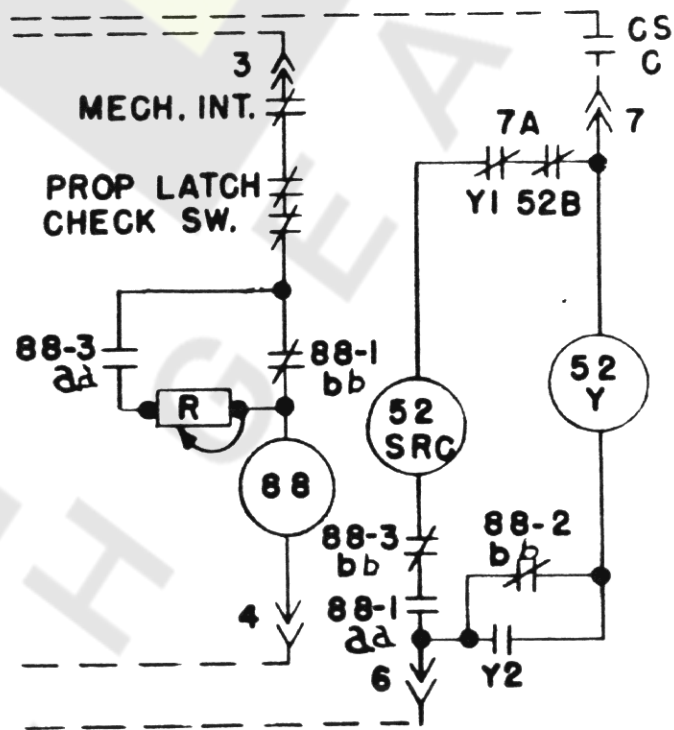 CS
C
3
MECH. INT.
7A
7
PROP LATCH
CHECK SW.
Y1 52B
88-3
aa
88-1
bb
R
52
Y
52
SRC
88
88-3
bb
88-2
bb
88-1
aa
4
6
Y2
HGEA